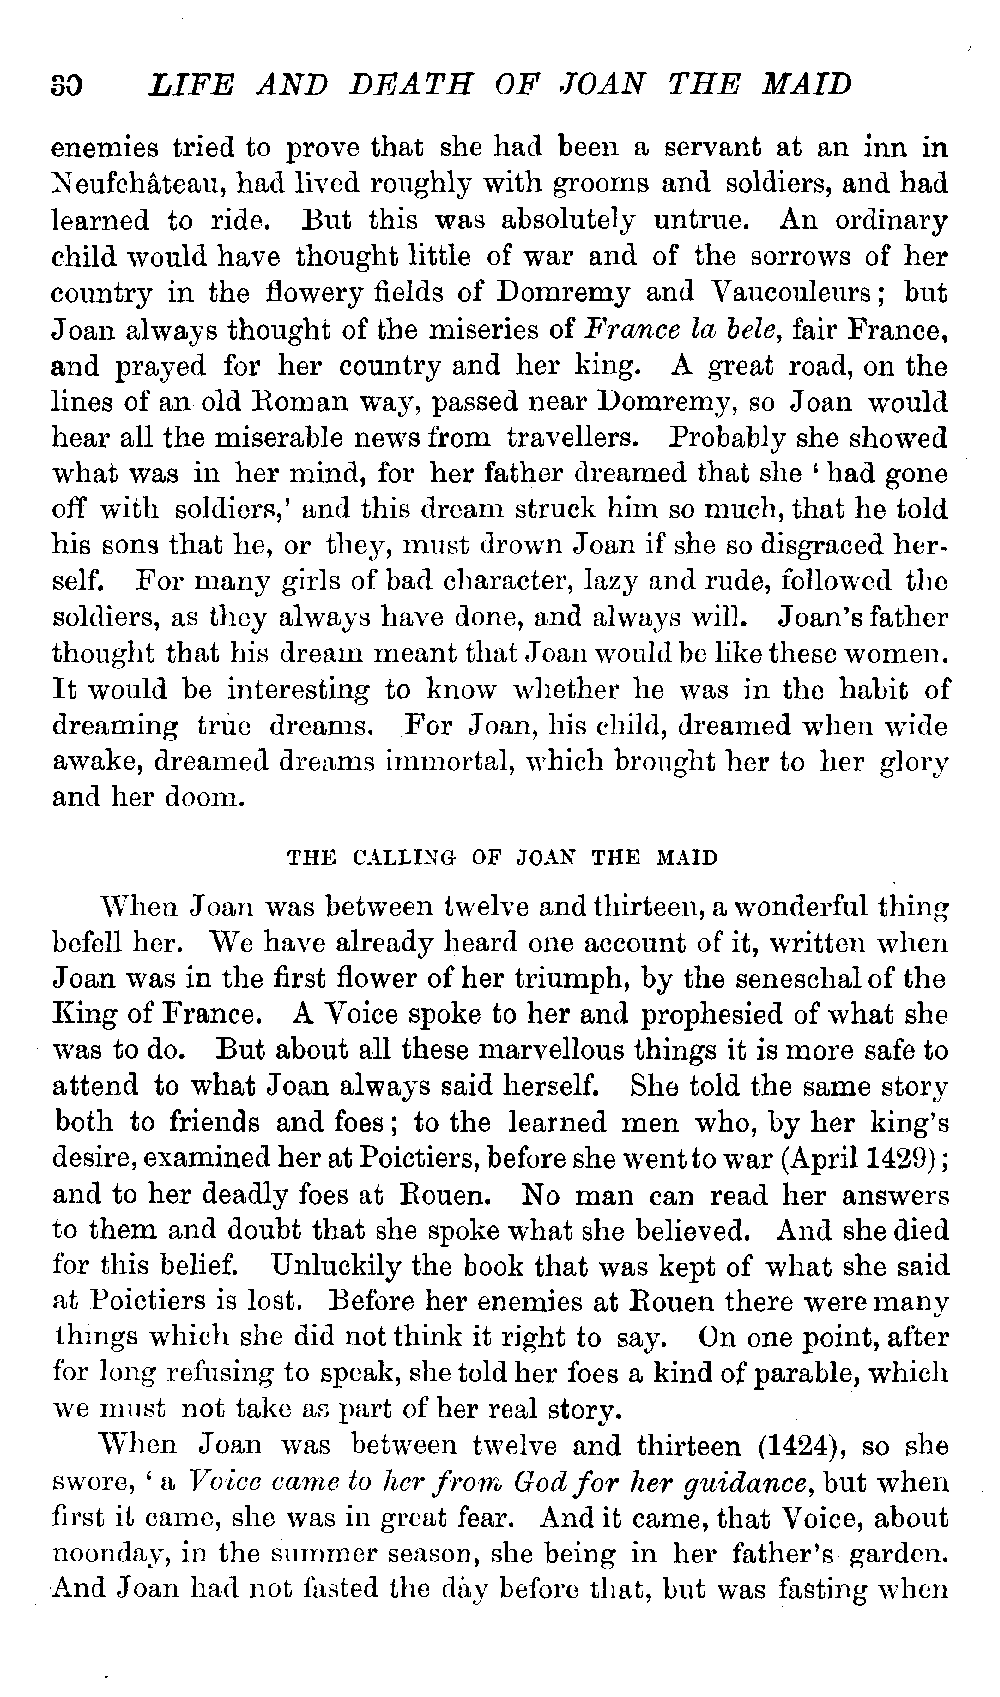 80 LIFE AND DEATH OF JOAN THE MAID
enemies tried to prove that she had been a servant at an inn in
Neufchâteau, had lived roughly with grooms and soldiers, and had
learned to ride. But this was absolutely untrue. An ordinary
child would have thought little of war and of the sorrows of her
country in the flowery fields of Domremy and Vaucouleurs; but
Joan always thought of the miseries of France la bele, fair France,
and prayed for her country and her king. A great road, on the
lines of an old Roman way, passed near Domremy, so Joan would
hear all the miserable news from travellers. Probably she showed
what was in her mind, for her father dreamed that she ‘had gone
off with soldiers,’ and this dream struck him so much, that he told
his sons that he, or they, must drown Joan if she so disgraced her-
self. For many girls of bad character, lazy and rude, followed the
soldiers, as they always have done, and always will. Joan's father
thought that his dream meant that Joan would be like these women.
It would be interesting to know whether he was in the habit of
dreaming true dreams. For Joan, his child, dreamed when wide
awake, dreamed dreams immortal, which brought her to her glory
and her doom.
THE CALLING OF JOAN THE MAID
When Joan was between twelve and thirteen, a wonderful thing
befell her. We have already heard one account of it, written when
Joan was in the first flower of her triumph, by the seneschal of the
King of France. A Voice spoke to her and prophesied of what she
was to do. But about all these marvellous things it is more safe to
attend to what Joan always said herself. She told the same story
both to friends and foes; to the learned men who, by her king's
desire, examined her at Poictiers, before she went to war (April 1429);
and to her deadly foes at Rouen. No man can read her answers
to them and doubt that she spoke what she believed. And she died
for this belief. Unluckily the book that was kept of what she said
at Poictiers is lost. Before her enemies at Rouen there were many
things which she did not think it right to say. On one point, after
for long refusing to speak, she told her foes a kind of parable, which
we must not take as part of her real story.
When Joan was between twelve and thirteen (1424), so she
swore, ‘a Voice came to her from God for her guidance, but when
first it came, she was in great fear. And it came, that Voice, about
noonday, in the summer season, she being in her father's garden.
And Joan had not fasted the day before that, but was fasting when